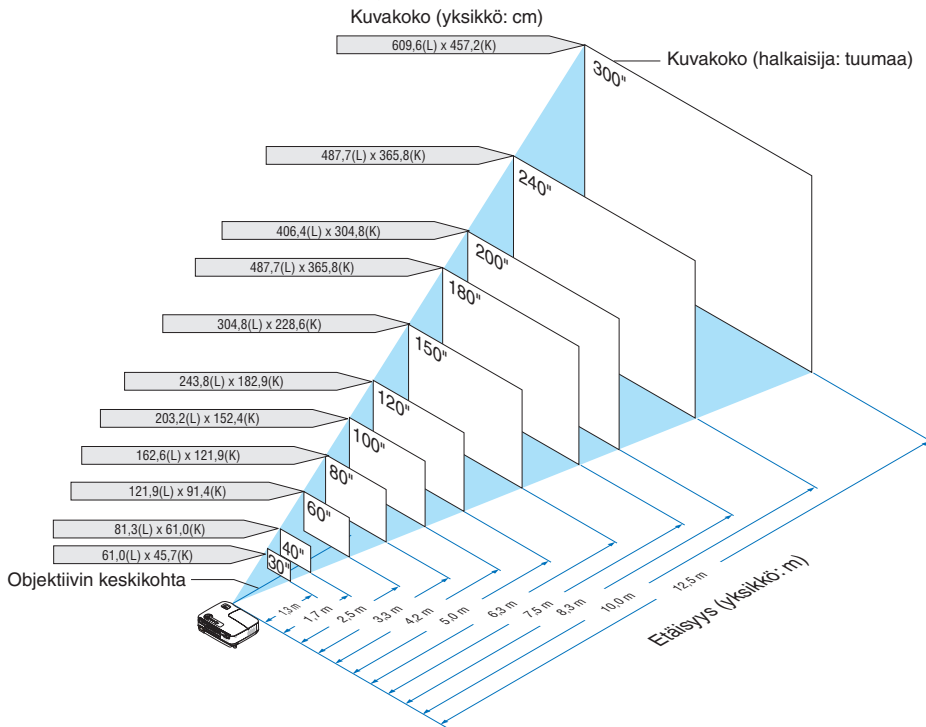 Kuvakoko (yksikkö: cm)
609,6(L) x 457,2(K)
Kuvakoko (halkaisija: tuumaa)
300"
487,7(L) x 365,8(K)
240"
406,4(L) x 304,8(K)
200"
487,7(L) x 365,8(K)
180"
304,8(L) x 228,6(K)
150"
243,8(L) x 182,9(K)
120"
203,2(L) x 152,4(K)
100"
162,6(L) x 121,9(K)
80"
121,9(L) x 91,4(K)
60"
81,3(L) x 61,0(K)
40"
61,0(L) x 45,7(K)
30"
Objektiivin keskikohta
1,3 m
1,7 m
2,5 m
3,3 m
4,2 m
5,0 m
6,3 m
7,5 m
8,3 m
10,0 m
12,5 m
Etäisyys (yksikkö: m)